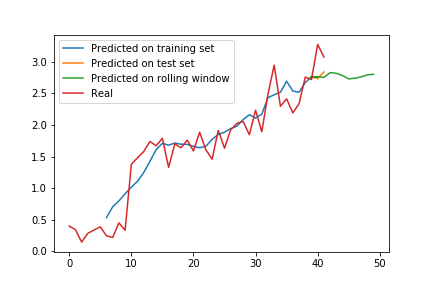 Predicted on training set
Predicted on test set
Predicted on rolling window
Real
3.0
2.5
2.0
1.5
1.0
0.5
0.0
0 10 20 30 40 50